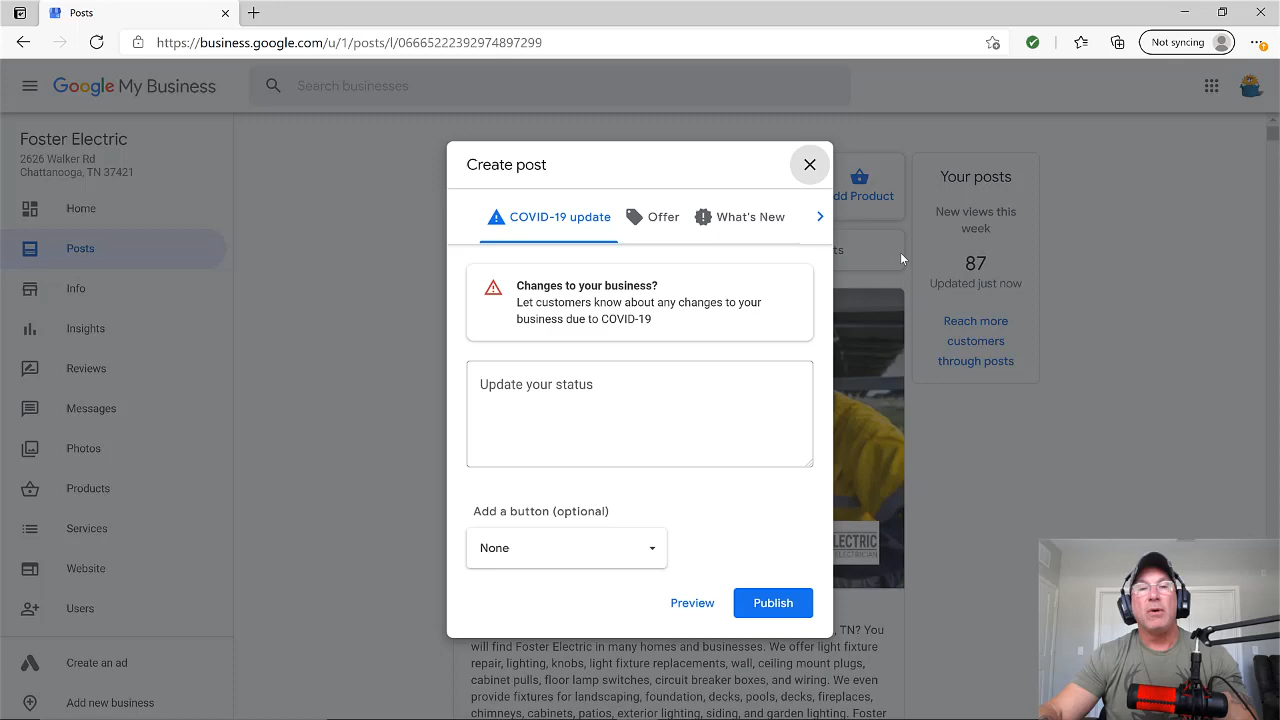 Posts
Not syncing
https://business.google.com/u/1/posts/l/06665222392974897299
Google My Business
Search businesses
Foster Electric
2626 Walker Rd
Chattanooga, TN 37421
Home
Posts
Info
Insights
Reviews
Messages
Photos
Products
Services
Website
Users
Create an ad
Add new business
Create post
COVID-19 update
Offer
What's New
Changes to your business?
Let customers know about any changes to your
business due to COVID-19
Update your status
Add a button (optional)
None
Preview
Publish
dd Product
ts
Your posts
New views this
week
87
Updated just now
Reach more
customers
through posts
ELECTRIC
ELECTRICIAN
, TN? You
will find Foster Electric in many homes and businesses. We offer light fixture
repair, lighting, knobs, light fixture replacements, wall, ceiling mount plugs,
cabinet pulls, floor lamp switches, circuit breaker boxes, and wiring. We even
provide fixtures for landscaping, foundation, decks, pools, decks, fireplaces,
chimneys, cabinets, patios, exterior lighting, siding, and garden lighting. Foster